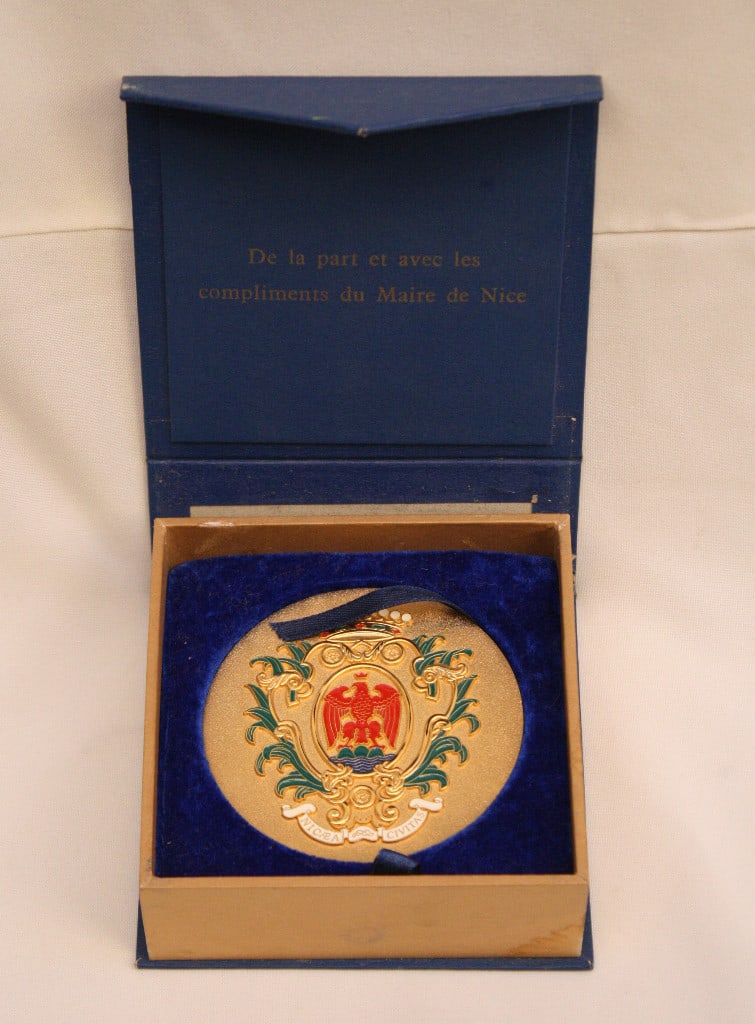 De la part et avec les
compliments du Maire de Nice
NICÆA CIVITAS